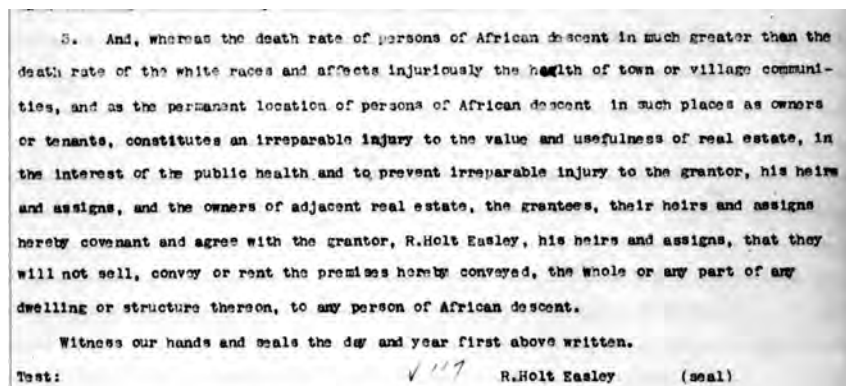 3. And, whereas the death rate of persons of African descent in much greater than the
death rate of the white races and affects injuriously the health of town or village communi-
ties, and as the permanent location of persons of African descent in such places as owners
or tenants, constitutes an irreparable injury to the value and usefulness of real estate, in
the interest of the public health and to prevent irreparable injury to the grantor, his heirs
and assigns, and the owners of adjacent real estate, the grantees, their heirs and assigns
hereby covenant and agree with the grantor, R.Holt Easley, his heirs and assigns, that they
will not sell, convey or rent the premises hereby conveyed, the whole or any part of any
dwelling or structure thereon, to any person of African descent.
Witness our hands and seals the day and year first above written.
Test: R.Holt Easley (seal)